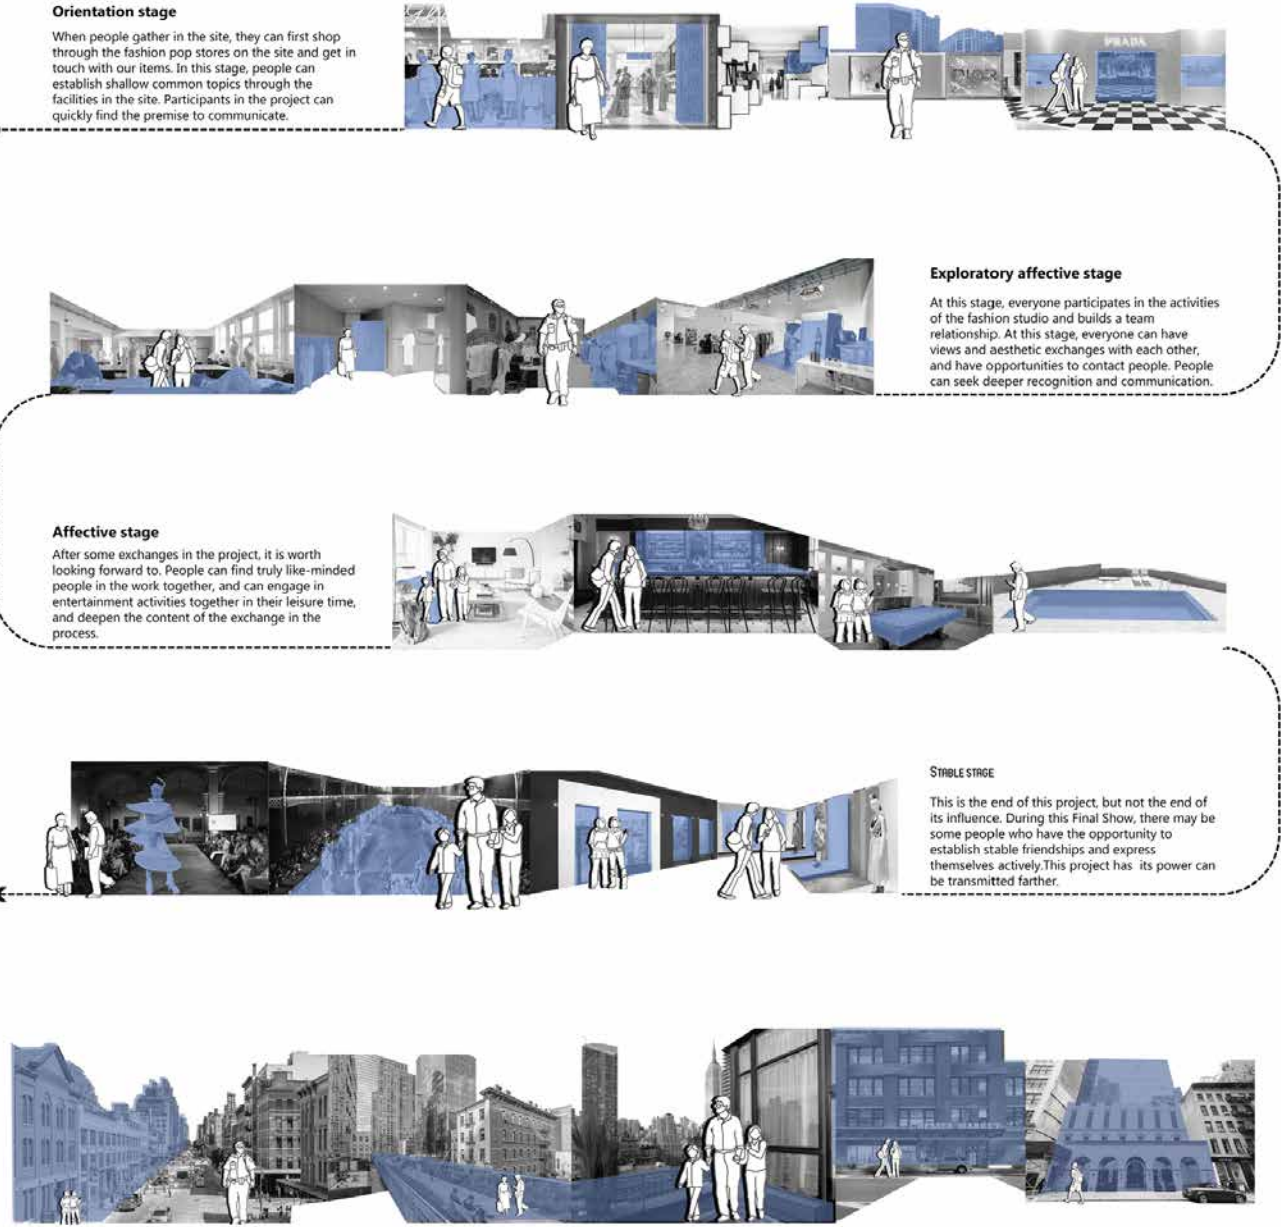 Orientation stage
When people gather in the site, they can first shop
through the fashion pop stores on the site and get in
touch with our items. In this stage, people can
establish shallow common topics through the
facilities in the site. Participants in the project can
quickly find the premise to communicate.
PRADA
DIOR
Exploratory affective stage
At this stage, everyone participates in the activities
of the fashion studio and builds a team
relationship. At this stage, everyone can have
views and aesthetic exchanges with each other,
and have opportunities to contact people. People
can seek deeper recognition and communication.
Affective stage
After some exchanges in the project, it is worth
looking forward to. People can find truly like-minded
people in the work together, and can engage in
entertainment activities together in their leisure time,
and deepen the content of the exchange in the
process.
STABLE STAGE
This is the end of this project, but not the end of
its influence. During this Final Show, there may be
some people who have the opportunity to
establish stable friendships and express
themselves actively.This project has its power can
be transmitted farther.